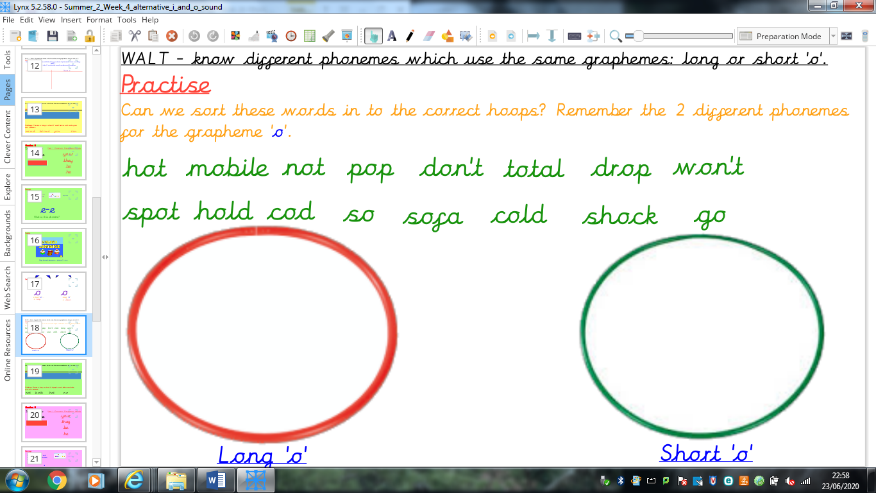 Lynx 5.2.58.0 - Summer_2_Week_4_alternative_i_and_o_sound
File Edit View Insert Format Tools Help
Preparation Mode
Tools
Pages
Clever Content
Explore
Backgrounds
Web Search
Online Resources
12
13
14
15
16
17
18
19
20
21
WALT - know different phonemes which use the same graphemes: long or short 'o'.
Practise
Can we sort these words in to the correct hoops? Remember the 2 different phonemes
for the grapheme 'o'.
hot mobile not pop don't total drop won't
spot hold cod so sofa cold shock go
Long 'o'
Short 'o'
22:58
23/06/2020